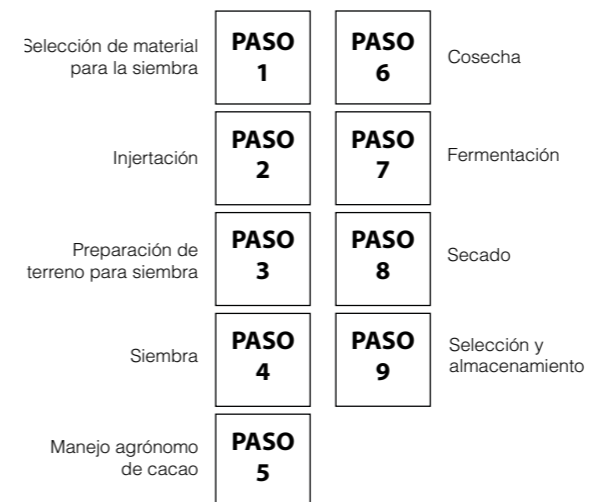 Selección de material
para la siembra
PASO
1
Injertación
PASO
2
Preparación de
terreno para siembra
PASO
3
Siembra
PASO
4
Manejo agrónomo
de cacao
PASO
5
PASO
6
Cosecha
PASO
7
Fermentación
PASO
8
Secado
PASO
9
Selección y
almacenamiento